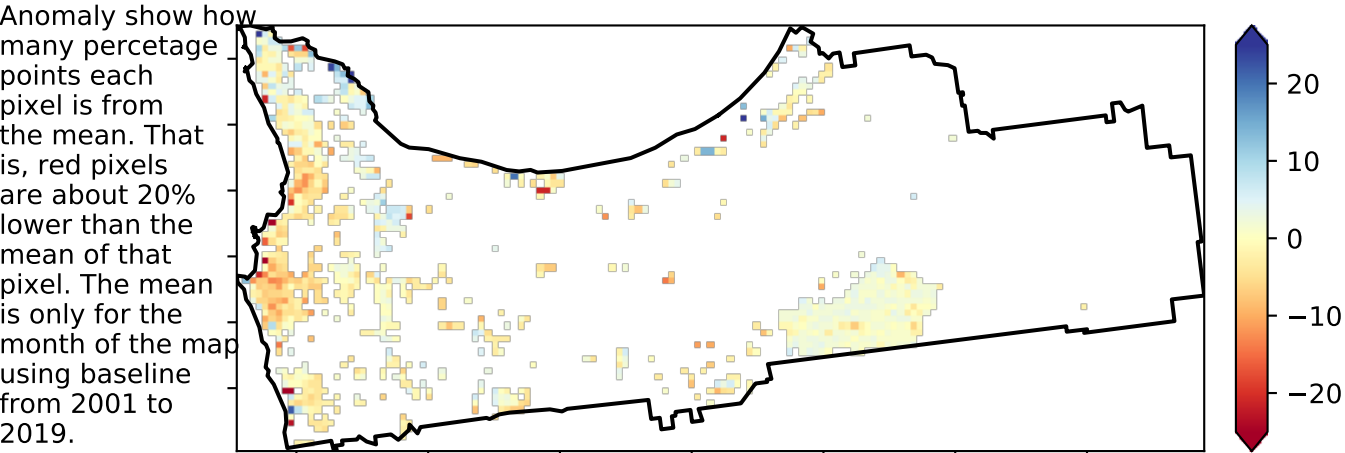 Anomaly show how
many percetage
points each
pixel is from
the mean. That
is, red pixels
are about 20%
lower than the
mean of that
pixel. The mean
is only for the
month of the map
using baseline
from 2001 to
2019.
20
10
0
−10
−20